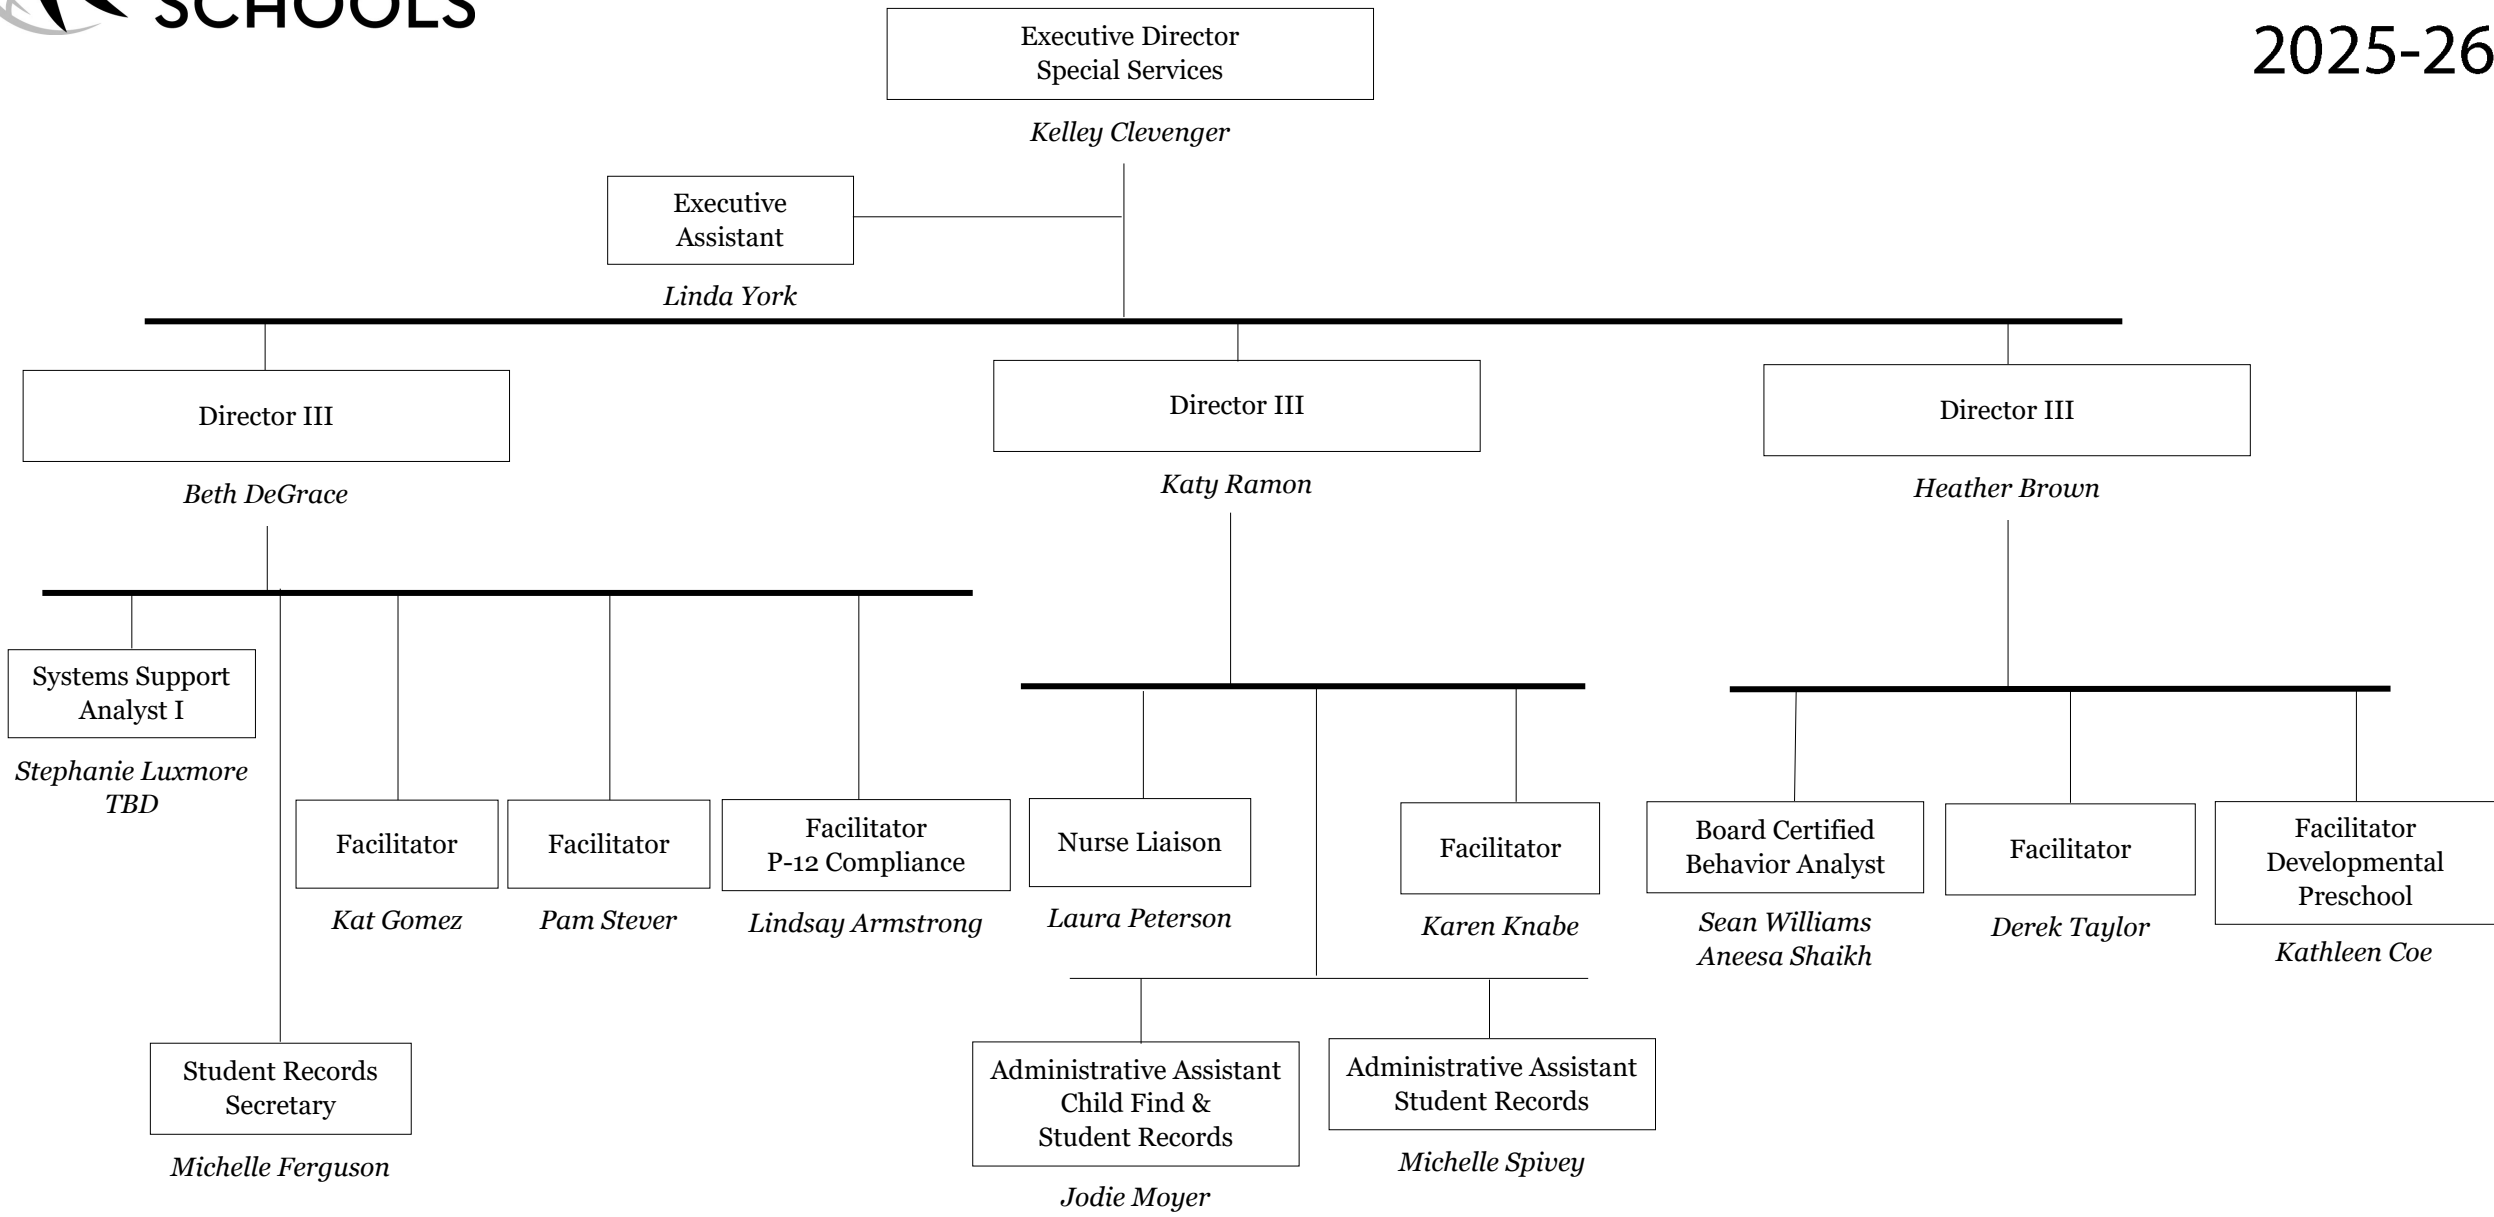 SCHOOLS
2025-26
Executive Director
Special Services
Kelley Clevenger
Executive
Assistant
Linda York
Director III
Beth DeGrace
Director III
Katy Ramon
Director III
Heather Brown
Systems Support
Analyst I
Stephanie Luxmore
TBD
Facilitator
Kat Gomez
Facilitator
Pam Stever
Facilitator
P-12 Compliance
Lindsay Armstrong
Student Records
Secretary
Michelle Ferguson
Nurse Liaison
Laura Peterson
Facilitator
Karen Knabe
Administrative Assistant
Child Find &
Student Records
Jodie Moyer
Administrative Assistant
Student Records
Michelle Spivey
Board Certified
Behavior Analyst
Sean Williams
Aneesa Shaikh
Facilitator
Derek Taylor
Facilitator
Developmental
Preschool
Kathleen Coe